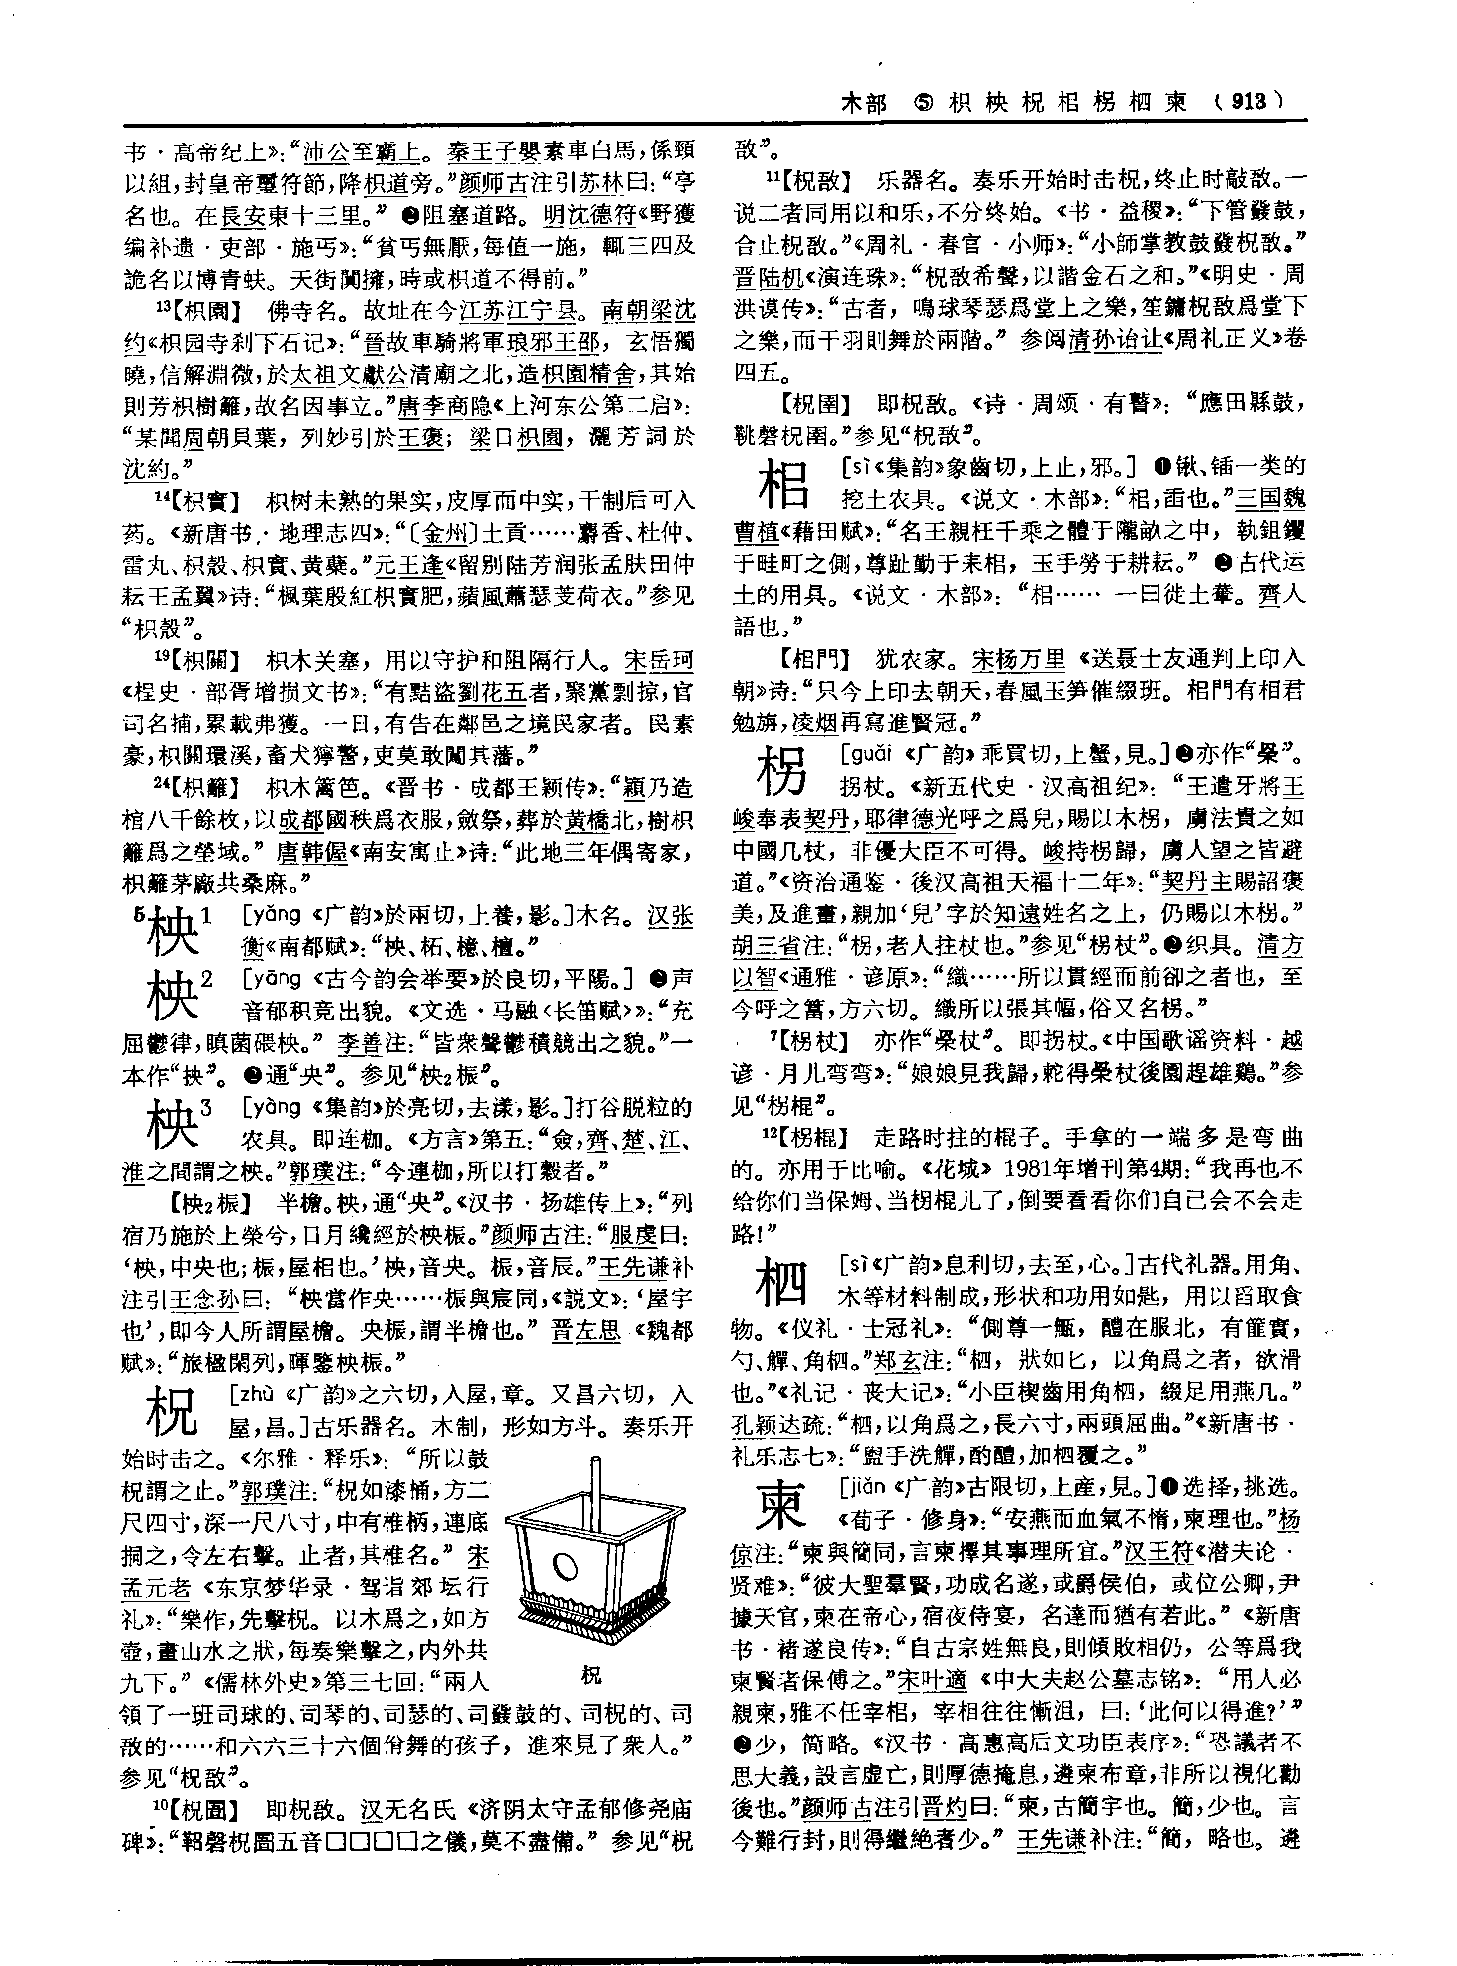 木部 ⑤ 枳柍柷梠柺柶柬 (913)
书·高帝纪上》：“沛公至霸上。秦王子嬰素車白馬，係頸
以組，封皇帝璽符節，降枳道旁。”颜师古注引苏林曰：“亭
名也。在長安東十三里。” ❷阻塞道路。明沈德符《野獲
编补遗·吏部·施丐》：“貧丐無厭，每值一施，輒三四及
詭名以博青蚨。天街闐擁，時或枳道不得前。”
13【枳園】 佛寺名。故址在今江苏江宁县。南朝梁沈
约《枳园寺刹下石记》：“晉故車騎將軍琅邪王邵，玄悟獨
曉，信解淵微，於太祖文獻公清廟之北，造枳園精舍，其始
則芳枳樹籬，故名因事立。”唐李商隐《上河东公第二启》：
“某聞周朝貝葉，列妙引於王褒；梁口枳園，灑芳詞於
沈約。”
14【枳實】 枳树未熟的果实，皮厚而中实，干制后可入
药。《新唐书·地理志四》：“〔金州〕土貢……麝香、杜仲、
雷丸、枳殼、枳實、黄蘗。”元王逢《留别陆芳润张孟肤田仲
耘王孟翼》诗：“楓葉殷紅枳實肥，蘋風蕭瑟芰荷衣。”参见
“枳殼”。
19【枳關】 枳木关塞，用以守护和阻隔行人。宋岳珂
《桯史·部胥增损文书》：“有黠盜劉花五者，聚黨剽掠，官
司名捕，累載弗獲。一日，有告在鄰邑之境民家者。民素
豪，枳關環溪，畜犬獰警，吏莫敢闖其藩。”
24【枳籬】 枳木篱笆。《晋书·成都王颖传》：“穎乃造
棺八千餘枚，以成都國秩爲衣服，斂祭，葬於黄橋北，樹枳
籬爲之塋域。”唐韩偓《南安寓止》诗：“此地三年偶寄家，
枳籬茅廠共桑麻。”
5柍1 [yǎng《广韵》於兩切，上養，影。]木名。汉张
衡《南都赋》：“柍、柘、檍、檀。”
柍2 [yāng《古今韵会举要》於良切，平陽。] ❶声
音郁积竞出貌。《文选·马融〈长笛赋〉》：“充
屈鬱律，瞋菌碨柍。”李善注：“皆衆聲鬱積競出之貌。”一
本作“抰”。 ❷通“央”。参见“柍2桭”。
柍3 [yàng《集韵》於亮切，去漾，影。]打谷脱粒的
农具。即连枷。《方言》第五：“僉，齊、楚、江、
淮之間謂之柍。”郭璞注：“今連枷，所以打穀者。”
【柍2桭】 半檐。柍，通“央”。《汉书·扬雄传上》：“列
宿乃施於上榮兮，日月纔經於柍桭。”颜师古注：“服虔曰：
‘柍，中央也；桭，屋梠也。’柍，音央。桭，音辰。”王先谦补
注引王念孙曰：“柍當作央……桭與宸同，《説文》：‘屋宇
也’，即今人所謂屋檐。央桭，謂半檐也。”晋左思《魏都
赋》：“旅楹閑列，暉鑒柍桭。”
柷 [zhù《广韵》之六切，入屋，章。又昌六切，入
屋，昌。]古乐器名。木制，形如方斗。奏乐开
始时击之。《尔雅·释乐》：“所以鼓
柷謂之止。”郭璞注：“柷如漆桶，方二
尺四寸，深一尺八寸，中有椎柄，連底
挏之，令左右擊。止者，其椎名。”宋
孟元老《东京梦华录·驾诣郊坛行
礼》：“樂作，先擊柷。以木爲之，如方
壺，畫山水之狀，每奏樂擊之，内外共
九下。”《儒林外史》第三七回：“兩人
柷
領了一班司球的、司琴的、司瑟的、司鼗鼓的、司柷的、司
敔的……和六六三十六個佾舞的孩子，進來見了衆人。”
参见“柷敔”。
10【柷圄】 即柷敔。汉无名氏《济阴太守孟郁修尧庙
碑》：“鞀磬柷圄五音□□□□之儀，莫不盡備。”参见“柷
敔”。
11【柷敔】 乐器名。奏乐开始时击柷，终止时敲敔。一
说二者同用以和乐，不分终始。《书·益稷》：“下管鼗鼓，
合止柷敔。”《周礼·春官·小师》：“小師掌教鼓鼗柷敔。”
晋陆机《演连珠》：“柷敔希聲，以諧金石之和。”《明史·周
洪谟传》：“古者，鳴球琴瑟爲堂上之樂，笙鏞柷敔爲堂下
之樂，而干羽則舞於兩階。”参阅清孙诒让《周礼正义》卷
四五。
【柷圉】 即柷敔。《诗·周颂·有瞽》：“應田縣鼓，
鞉磬柷圉。”参见“柷敔”。
梠 [sì《集韵》象齒切，上止，邪。] ❶锹、锸一类的
挖土农具。《说文·木部》：“梠，臿也。”三国魏
曹植《藉田赋》：“名王親枉千乘之體于隴畝之中，執鉏钁
于畦町之側，尊趾勤于耒梠，玉手勞于耕耘。” ❷古代运
土的用具。《说文·木部》：“梠……一曰徙土輂。齊人
語也。”
【梠門】 犹农家。宋杨万里《送聂士友通判上印入
朝》诗：“只今上印去朝天，春風玉笋催綴班。梠門有相君
勉旃，凌烟再寫進賢冠。”
柺 [guǎi《广韵》乖買切，上蟹，見。]❶亦作“枴”。
拐杖。《新五代史·汉高祖纪》：“王遣牙將王
峻奉表契丹，耶律德光呼之爲兒，賜以木柺，虜法貴之如
中國几杖，非優大臣不可得。峻持柺歸，虜人望之皆避
道。”《资治通鉴·後汉高祖天福十二年》：“契丹主賜詔褒
美，及進畫，親加‘兒’字於知遠姓名之上，仍賜以木柺。”
胡三省注：“柺，老人拄杖也。”参见“柺杖”。❷织具。清方
以智《通雅·谚原》：“織……所以貫經而前卻之者也，至
今呼之篙，方六切。織所以張其幅，俗又名柺。”
7【柺杖】 亦作“枴杖”。即拐杖。《中国歌谣资料·越
谚·月儿弯弯》：“娘娘見我歸，柁得枴杖後園趕雄鷄。”参
见“柺棍”。
12【柺棍】 走路时拄的棍子。手拿的一端多是弯曲
的。亦用于比喻。《花城》1981年增刊第4期：“我再也不
给你们当保姆、当柺棍儿了，倒要看看你们自己会不会走
路！”
柶 [sì《广韵》息利切，去至，心。]古代礼器。用角、
木等材料制成，形状和功用如匙，用以舀取食
物。《仪礼·士冠礼》：“側尊一甒，醴在服北，有篚實，
勺、觶、角柶。”郑玄注：“柶，狀如匕，以角爲之者，欲滑
也。”《礼记·丧大记》：“小臣楔齒用角柶，綴足用燕几。”
孔颖达疏：“柶，以角爲之，長六寸，兩頭屈曲。”《新唐书·
礼乐志七》：“盥手洗觶，酌醴，加柶覆之。”
柬 [jiǎn《广韵》古限切，上産，見。]❶选择，挑选。
《荀子·修身》：“安燕而血氣不惰，柬理也。”杨
倞注：“柬與簡同，言柬擇其事理所宜。”汉王符《潜夫论·
贤难》：“彼大聖羣賢，功成名遂，或爵侯伯，或位公卿，尹
據天官，柬在帝心，宿夜侍宴，名達而猶有若此。”《新唐
书·褚遂良传》：“自古宗姓無良，則傾敗相仍，公等爲我
柬賢者保傅之。”宋叶適《中大夫赵公墓志铭》：“用人必
親柬，雅不任宰相，宰相往往慚沮，曰：‘此何以得進？’”
❷少，简略。《汉书·高惠高后文功臣表序》：“恐議者不
思大義，設言虚亡，則厚德掩息，遴柬布章，非所以視化勸
後也。”颜师古注引晋灼曰：“柬，古簡字也。簡，少也。言
今難行封，則得繼絶者少。”王先谦补注：“簡，略也。遴